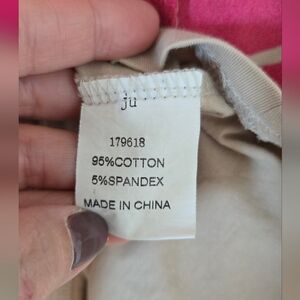 ju
179618
95%COTTON
5%SPANDEX
MADE IN CHINA